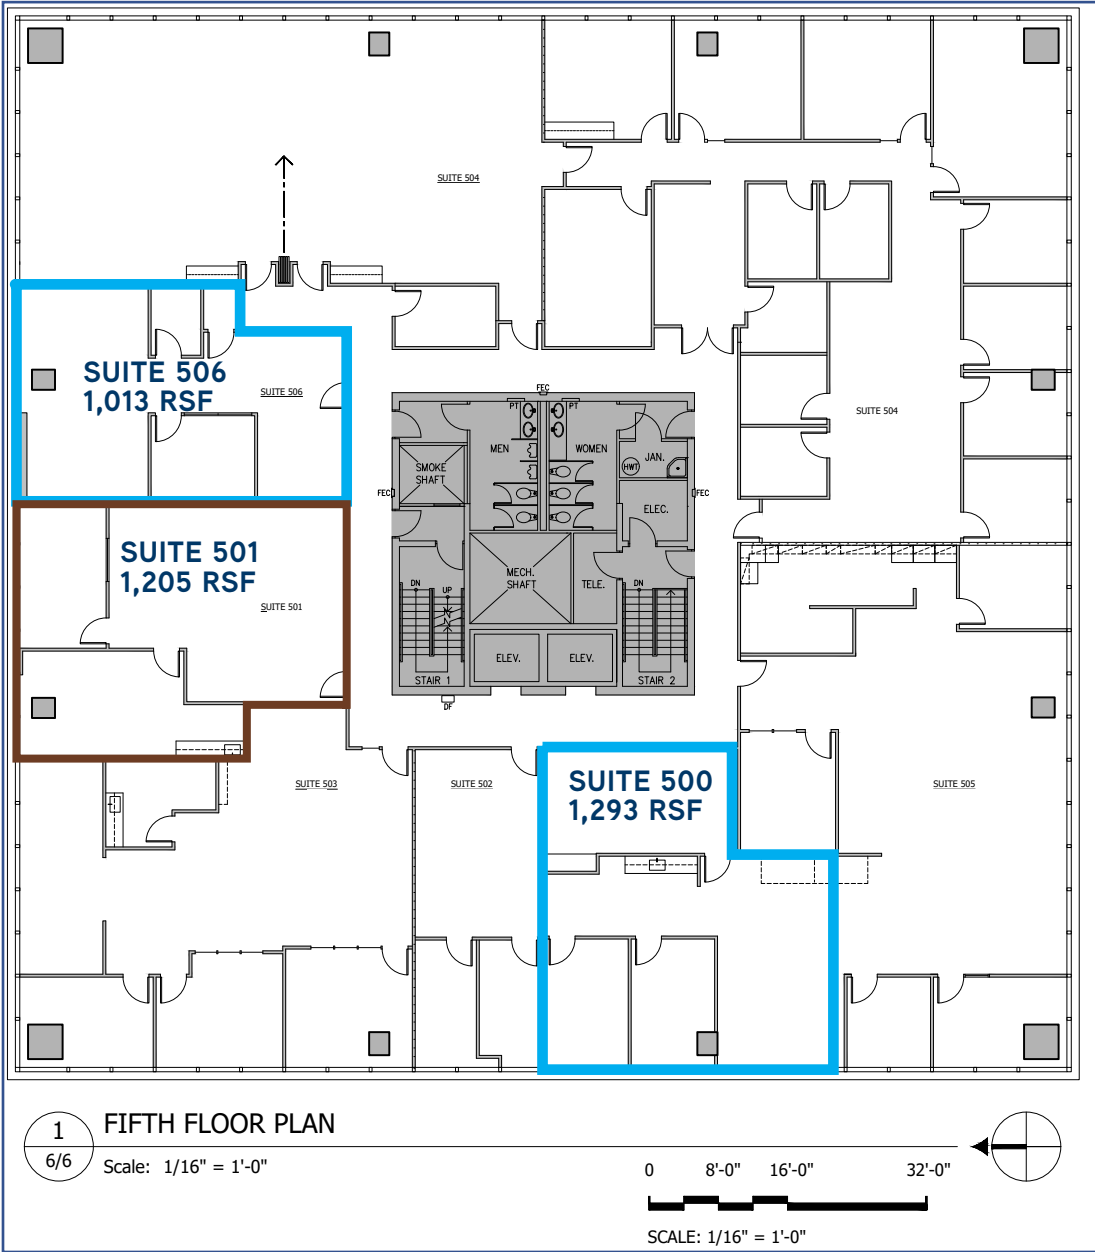 SUITE 504
SUITE 506
1,013 RSF
SUITE 506
SUITE 504
FEC
PT
PT
MEN
WOMEN
JAN.
HWT
SMOKE
SHAFT
FEC
FEC
ELEC.
SUITE 501
1,205 RSF
SUITE 501
MECH.
SHAFT
TELE.
DN
UP
DN
ELEV.
ELEV.
STAIR 1
STAIR 2
DF
SUITE 503
SUITE 502
SUITE 500
1,293 RSF
SUITE 505
1
6/6
FIFTH FLOOR PLAN
Scale: 1/16" = 1'-0"
0 8'-0" 16'-0" 32'-0"
SCALE: 1/16" = 1'-0"